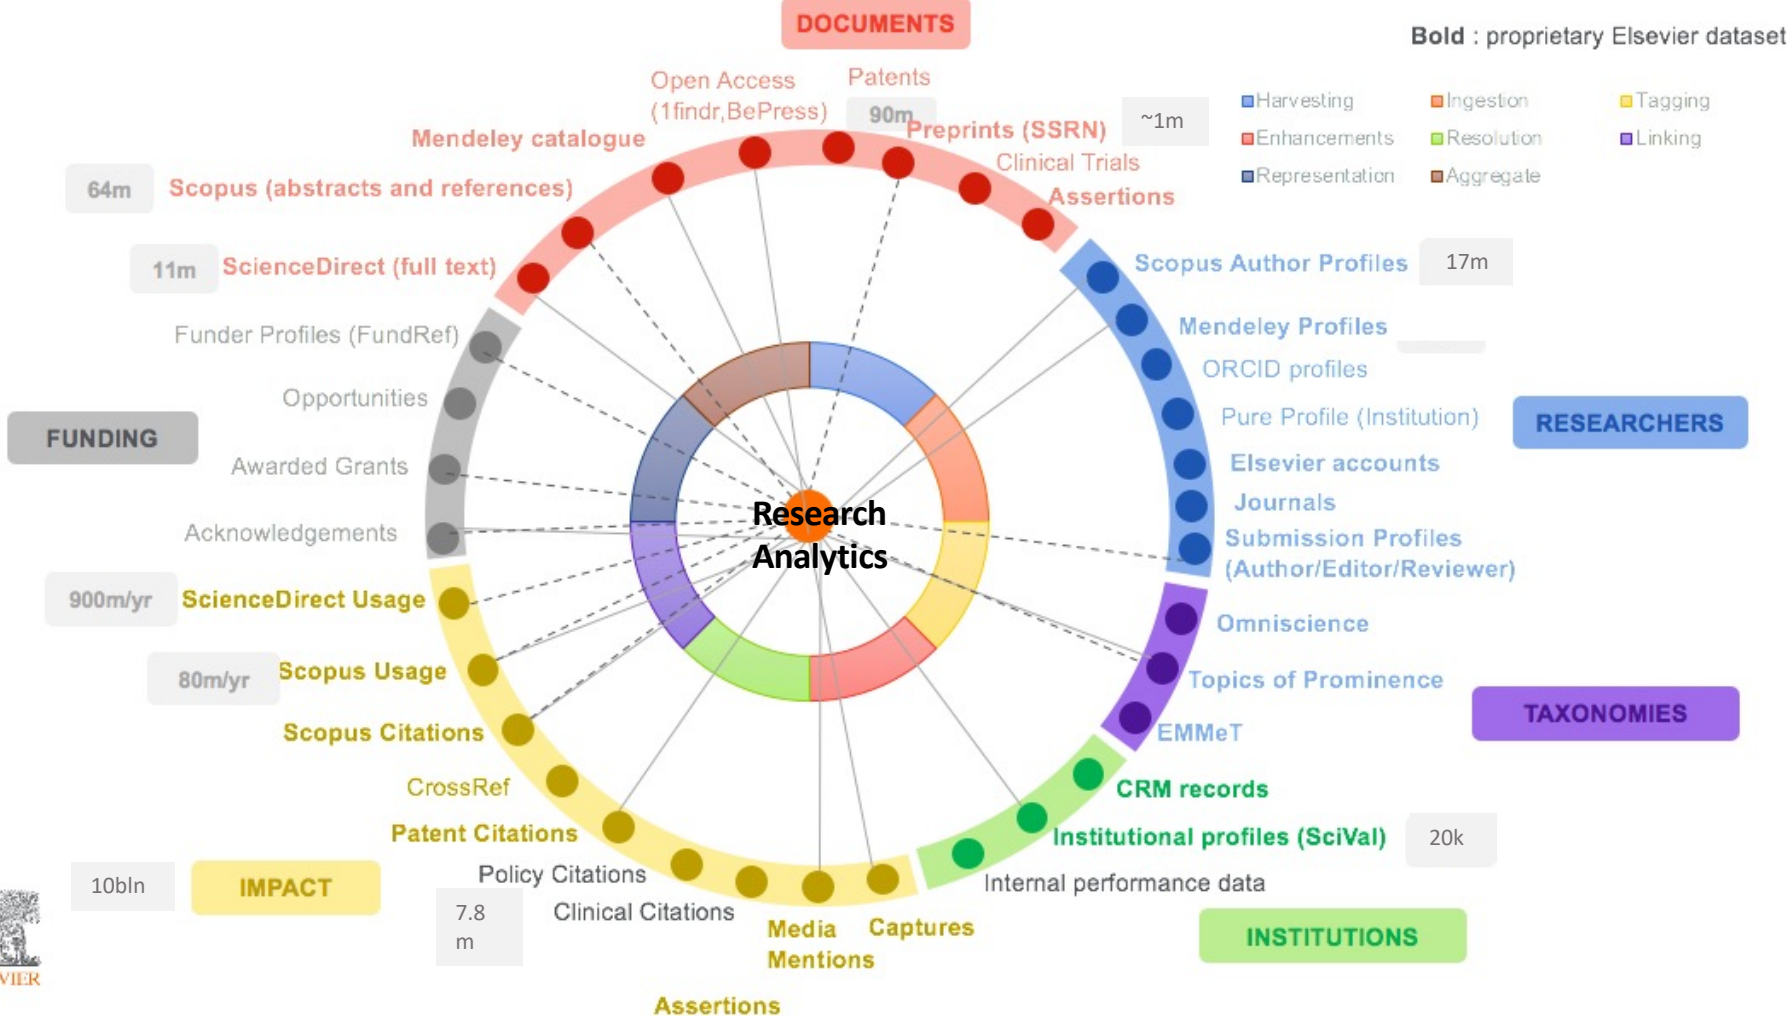 DOCUMENTS
Bold : proprietary Elsevier dataset
Harvesting
Ingestion
Tagging
Enhancements
Resolution
Linking
Representation
Aggregate
Open Access
(1findr,BePress)
Patents
90m
Mendeley catalogue
Preprints (SSRN)
~1m
Clinical Trials
64m
Scopus (abstracts and references)
Assertions
11m
ScienceDirect (full text)
Scopus Author Profiles
17m
Funder Profiles (FundRef)
Mendeley Profiles
ORCID profiles
Opportunities
Pure Profile (Institution)
RESEARCHERS
FUNDING
Awarded Grants
Elsevier accounts
Journals
Research
Analytics
Acknowledgements
Submission Profiles
(Author/Editor/Reviewer)
900m/yr
ScienceDirect Usage
Omniscience
80m/yr
Scopus Usage
Topics of Prominence
TAXONOMIES
Scopus Citations
EMMeT
CrossRef
CRM records
Patent Citations
Institutional profiles (SciVal)
20k
10bln
IMPACT
Policy Citations
Internal performance data
7.8
m
Clinical Citations
Media
Mentions
Captures
INSTITUTIONS
VIER
Assertions